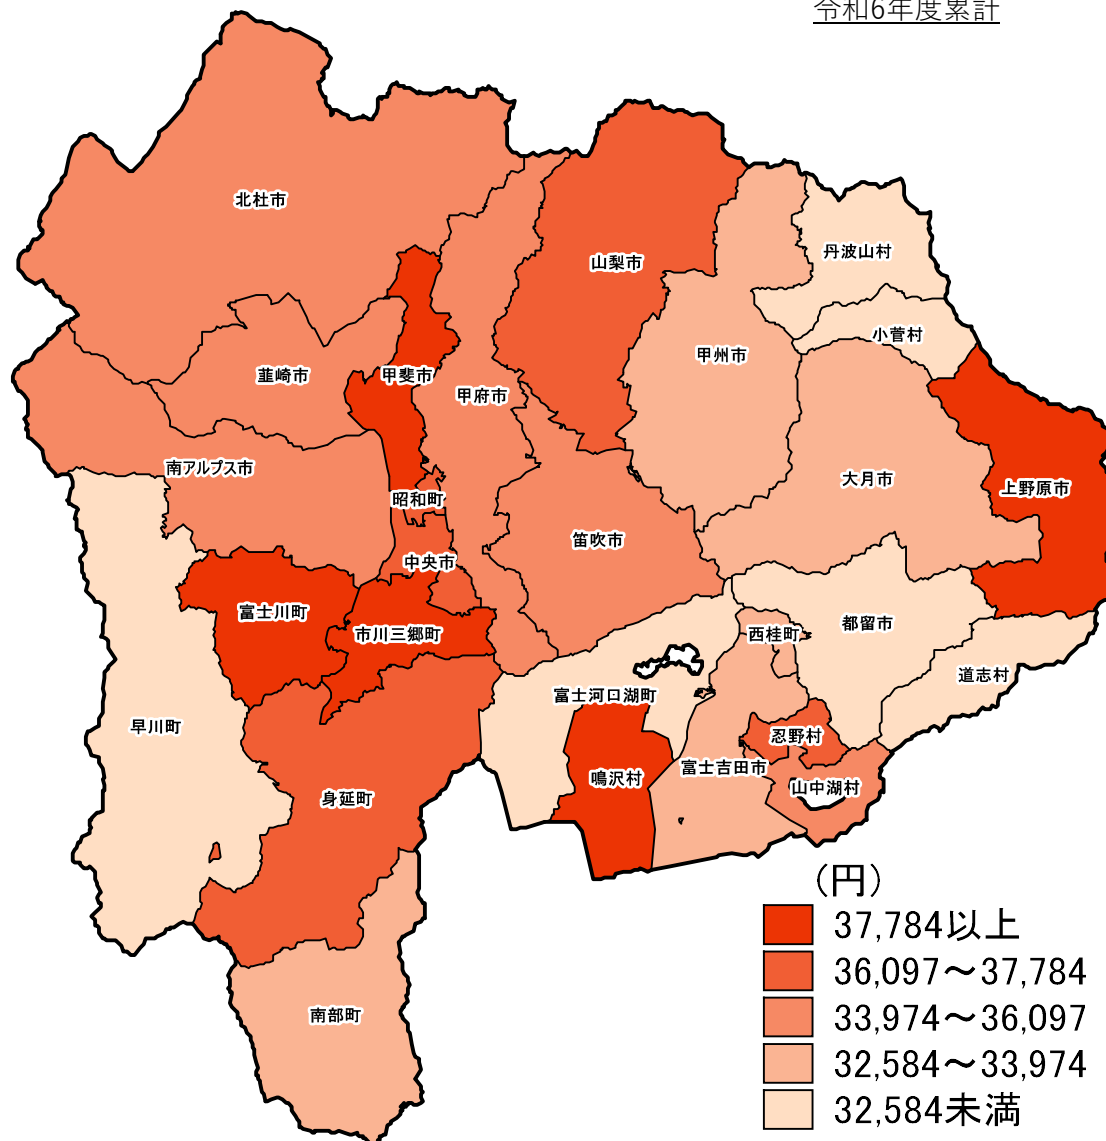 令和6年度累計
北杜市
丹波山村
山梨市
小菅村
甲州市
韮崎市
甲斐市
甲府市
南アルプス市
大月市
上野原市
昭和町
笛吹市
中央市
富士川町
市川三郷町
都留市
西桂町
道志村
富士河口湖町
早川町
忍野村
富士吉田市
鳴沢村
山中湖村
身延町
南部町
(円)
37,784以上
36,097～37,784
33,974～36,097
32,584～33,974
32,584未満